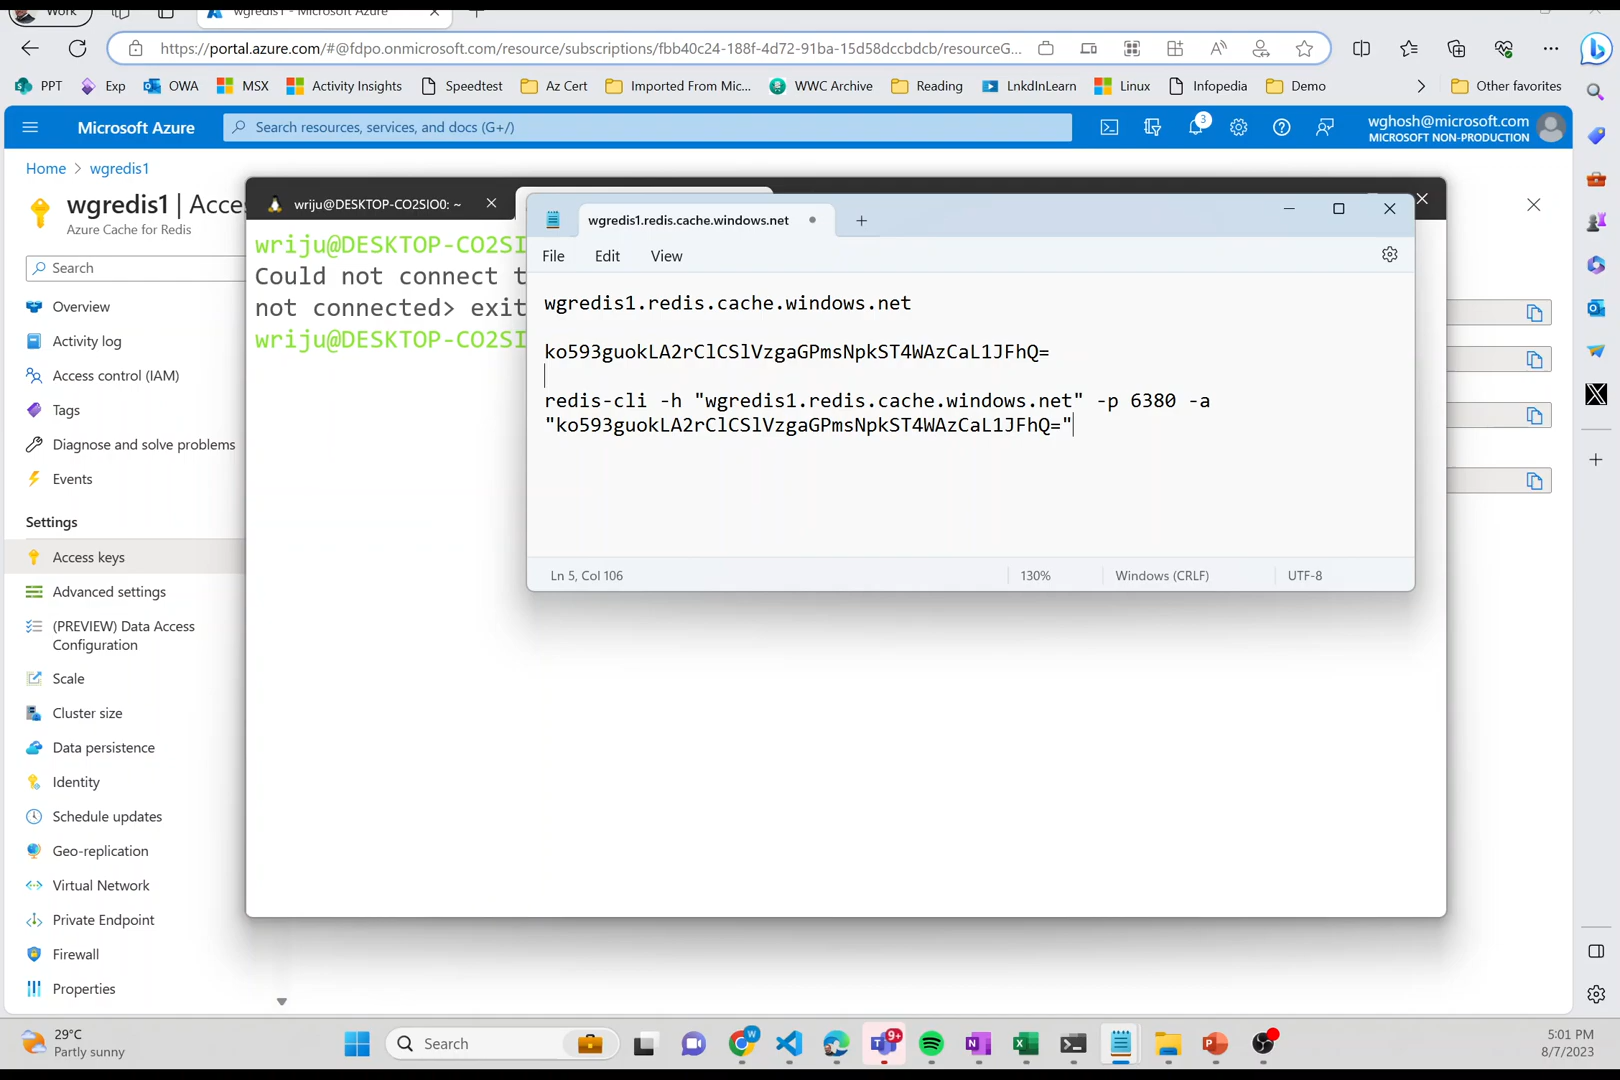 Work
wgredis1 - Microsoft Azure
https://portal.azure.com/#@fdpo.onmicrosoft.com/resource/subscriptions/fbb40c24-188f-4d72-91ba-15d58dccbdcb/resourceG...
PPT Exp OWA MSX Activity Insights Speedtest Az Cert Imported From Mic... WWC Archive Reading LnkdInLearn Linux Infopedia Demo Other favorites
Microsoft Azure
Search resources, services, and docs (G+/)
3
wghosh@microsoft.com
MICROSOFT NON-PRODUCTION
Home > wgredis1
wgredis1 | Acce
Azure Cache for Redis
Search
Overview
Activity log
Access control (IAM)
Tags
Diagnose and solve problems
Events
Settings
Access keys
Advanced settings
(PREVIEW) Data Access
Configuration
Scale
Cluster size
Data persistence
Identity
Schedule updates
Geo-replication
Virtual Network
Private Endpoint
Firewall
Properties
wriju@DESKTOP-CO2SIO0: ~
wriju@DESKTOP-CO2SI
Could not connect t
not connected> exit
wriju@DESKTOP-CO2SI
wgredis1.redis.cache.windows.net
File Edit View
wgredis1.redis.cache.windows.net
ko593guokLA2rClCSlVzgaGPmsNpkST4WAzCaL1JFhQ=
redis-cli -h "wgredis1.redis.cache.windows.net" -p 6380 -a
"ko593guokLA2rClCSlVzgaGPmsNpkST4WAzCaL1JFhQ="
Ln 5, Col 106 130% Windows (CRLF) UTF-8
29°C
Partly sunny
Search
W
9+
5:01 PM
8/7/2023